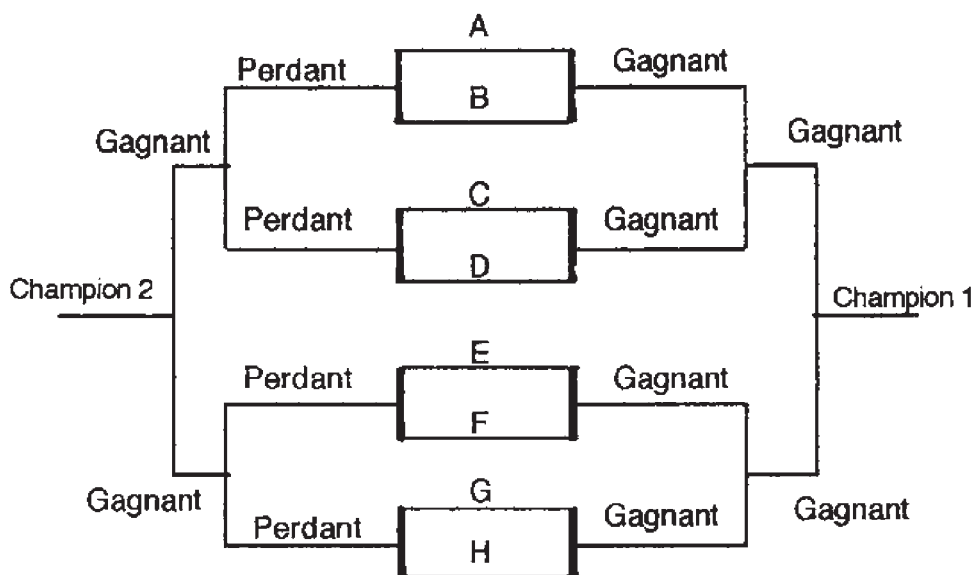 A
Perdant
Gagnant
B
Gagnant
Gagnant
C
Perdant
Gagnant
D
Champion 2
Champion 1
E
Perdant
Gagnant
F
Gagnant
G
Gagnant
Perdant
Gagnant
H